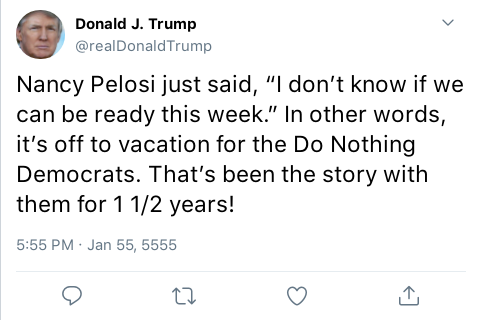 Donald J. Trump
@realDonaldTrump
Nancy Pelosi just said, “I don’t know if we
can be ready this week.” In other words,
it’s off to vacation for the Do Nothing
Democrats. That’s been the story with
them for 1 1/2 years!
5:55 PM · Jan 55, 5555